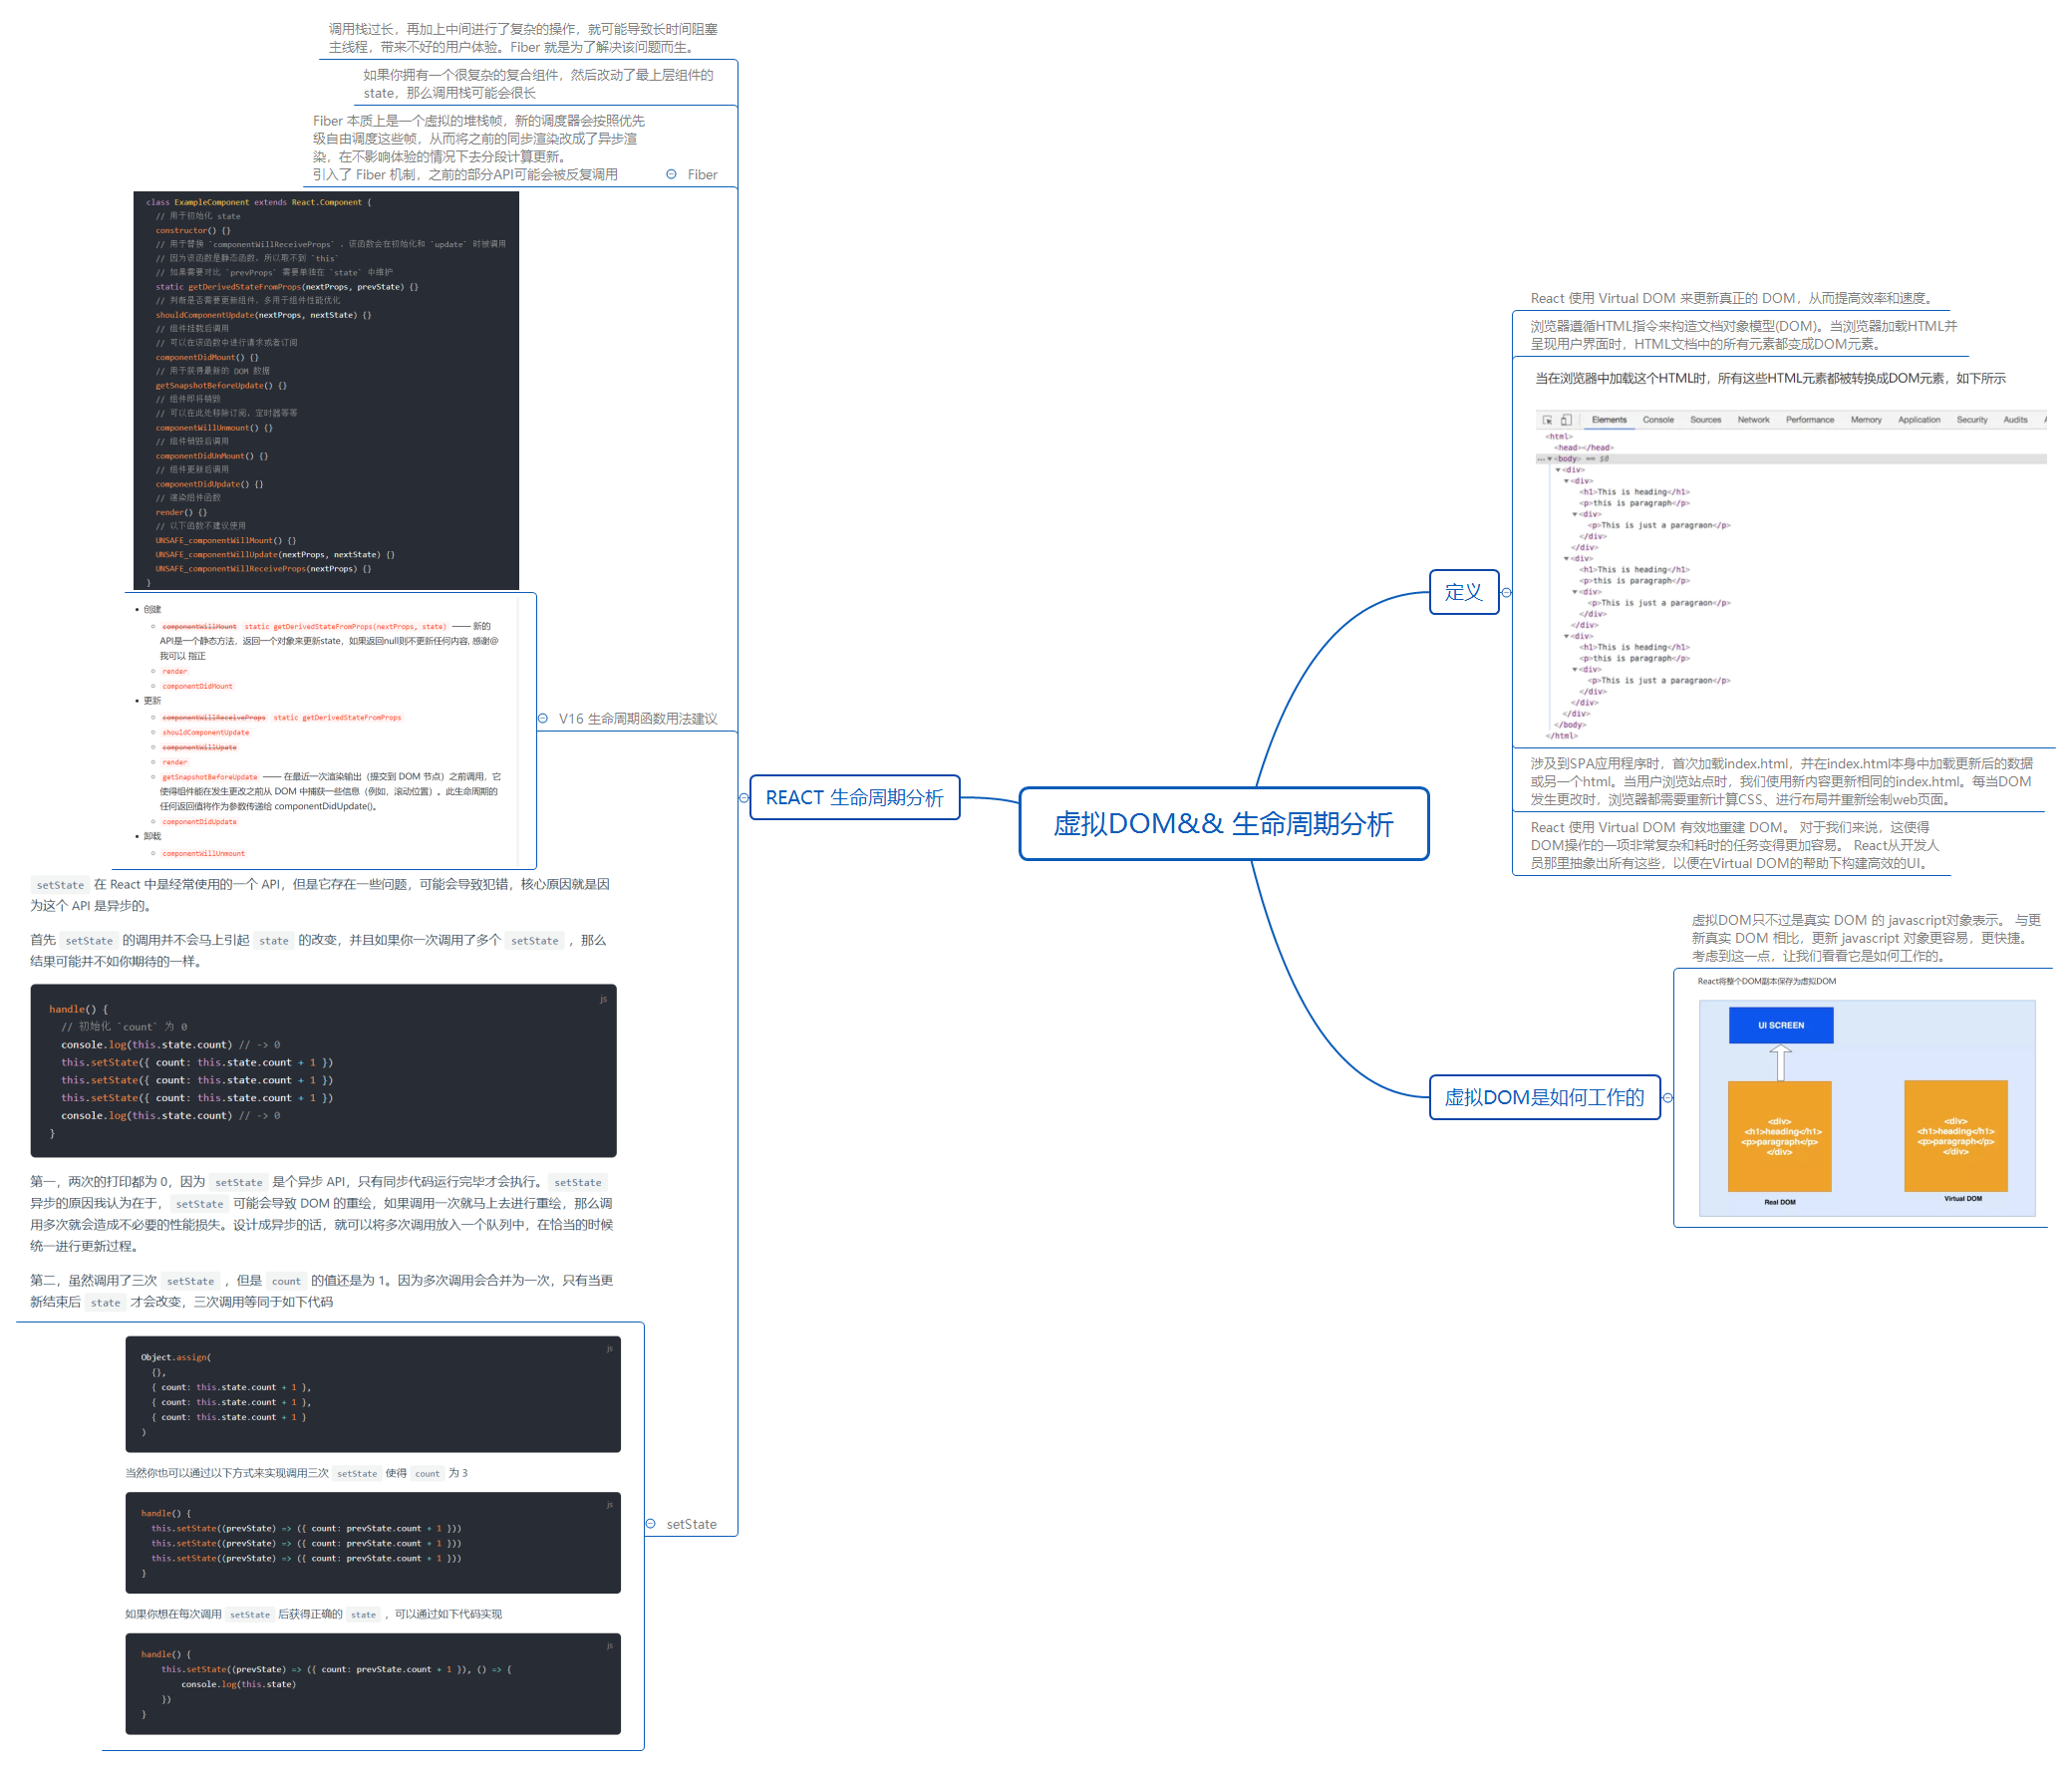 调用栈过长，再加上中间进行了复杂的操作，就可能导致长时间阻塞
主线程，带来不好的用户体验。Fiber 就是为了解决该问题而生。
如果你拥有一个很复杂的复合组件，然后改动了最上层组件的
state，那么调用栈可能会很长
Fiber 本质上是一个虚拟的堆栈帧，新的调度器会按照优先
级自由调度这些帧，从而将之前的同步渲染改成了异步渲
染，在不影响体验的情况下去分段计算更新。
引入了 Fiber 机制，之前的部分API可能会被反复调用
Fiber
class ExampleComponent extends React.Component {
// 用于初始化 state
constructor() {}
// 用于替换 `componentWillReceiveProps` ，该函数会在初始化和 `update` 时被调用
// 因为该函数是静态函数，所以取不到 `this`
// 如果需要对比 `prevProps` 需要单独在 `state` 中维护
static getDerivedStateFromProps(nextProps, prevState) {}
// 判断是否需要更新组件，多用于组件性能优化
shouldComponentUpdate(nextProps, nextState) {}
// 组件挂载后调用
// 可以在该函数中进行请求或者订阅
componentDidMount() {}
// 用于获得最新的 DOM 数据
getSnapshotBeforeUpdate() {}
// 组件即将销毁
// 可以在此处移除订阅，定时器等等
componentWillUnmount() {}
// 组件销毁后调用
componentDidUnMount() {}
// 组件更新后调用
componentDidUpdate() {}
// 渲染组件函数
render() {}
// 以下函数不建议使用
UNSAFE_componentWillMount() {}
UNSAFE_componentWillUpdate(nextProps, nextState) {}
UNSAFE_componentWillReceiveProps(nextProps) {}
}
创建
componentWillMount static getDerivedStateFromProps(nextProps, state) —— 新的
API是一个静态方法，返回一个对象来更新state，如果返回null则不更新任何内容, 感谢@
我可以 指正
render
componentDidMount
更新
componentWillReceiveProps static getDerivedStateFromProps
shouldComponentUpdate
componentWillUpate
render
getSnapshotBeforeUpdate —— 在最近一次渲染输出（提交到 DOM 节点）之前调用，它
使得组件能在发生更改之前从 DOM 中捕获一些信息（例如，滚动位置）。此生命周期的
任何返回值将作为参数传递给 componentDidUpdate()。
componentDidUpdate
卸载
componentWillUnmount
V16 生命周期函数用法建议
setState 在 React 中是经常使用的一个 API，但是它存在一些问题，可能会导致犯错，核心原因就是因
为这个 API 是异步的。
首先 setState 的调用并不会马上引起 state 的改变，并且如果你一次调用了多个 setState ，那么
结果可能并不如你期待的一样。
js
handle() {
// 初始化 `count` 为 0
console.log(this.state.count) // -> 0
this.setState({ count: this.state.count + 1 })
this.setState({ count: this.state.count + 1 })
this.setState({ count: this.state.count + 1 })
console.log(this.state.count) // -> 0
}
第一，两次的打印都为 0，因为 setState 是个异步 API，只有同步代码运行完毕才会执行。 setState
异步的原因我认为在于， setState 可能会导致 DOM 的重绘，如果调用一次就马上去进行重绘，那么调
用多次就会造成不必要的性能损失。设计成异步的话，就可以将多次调用放入一个队列中，在恰当的时候
统一进行更新过程。
第二，虽然调用了三次 setState ，但是 count 的值还是为 1。因为多次调用会合并为一次，只有当更
新结束后 state 才会改变，三次调用等同于如下代码
js
Object.assign(
{},
{ count: this.state.count + 1 },
{ count: this.state.count + 1 },
{ count: this.state.count + 1 }
)
当然你也可以通过以下方式来实现调用三次 setState 使得 count 为 3
js
handle() {
this.setState((prevState) => ({ count: prevState.count + 1 }))
this.setState((prevState) => ({ count: prevState.count + 1 }))
this.setState((prevState) => ({ count: prevState.count + 1 }))
}
如果你想在每次调用 setState 后获得正确的 state ，可以通过如下代码实现
js
handle() {
this.setState((prevState) => ({ count: prevState.count + 1 }), () => {
console.log(this.state)
})
}
setState
REACT 生命周期分析
虚拟DOM&& 生命周期分析
定义
React 使用 Virtual DOM 来更新真正的 DOM，从而提高效率和速度。
浏览器遵循HTML指令来构造文档对象模型(DOM)。当浏览器加载HTML并
呈现用户界面时，HTML文档中的所有元素都变成DOM元素。
当在浏览器中加载这个HTML时，所有这些HTML元素都被转换成DOM元素，如下所示
Elements Console Sources Network Performance Memory Application Security Audits
<html>
<head></head>
<body> == $0
<div>
<div>
<h1>This is heading</h1>
<p>this is paragraph</p>
<div>
<p>This is just a paragraon</p>
</div>
</div>
<div>
<h1>This is heading</h1>
<p>this is paragraph</p>
<div>
<p>This is just a paragraon</p>
</div>
</div>
<div>
<h1>This is heading</h1>
<p>this is paragraph</p>
<div>
<p>This is just a paragraon</p>
</div>
</div>
</body>
</html>
涉及到SPA应用程序时，首次加载index.html，并在index.html本身中加载更新后的数据
或另一个html。当用户浏览站点时，我们使用新内容更新相同的index.html。每当DOM
发生更改时，浏览器都需要重新计算CSS、进行布局并重新绘制web页面。
React 使用 Virtual DOM 有效地重建 DOM。 对于我们来说，这使得
DOM操作的一项非常复杂和耗时的任务变得更加容易。 React从开发人
员那里抽象出所有这些，以便在Virtual DOM的帮助下构建高效的UI。
虚拟DOM是如何工作的
虚拟DOM只不过是真实 DOM 的 javascript对象表示。 与更
新真实 DOM 相比，更新 javascript 对象更容易，更快捷。
考虑到这一点，让我们看看它是如何工作的。
React将整个DOM副本保存为虚拟DOM
UI SCREEN
<div>
<h1>heading</h1>
<p>paragraph</p>
</div>
Real DOM
<div>
<h1>heading</h1>
<p>paragraph</p>
</div>
Virtual DOM